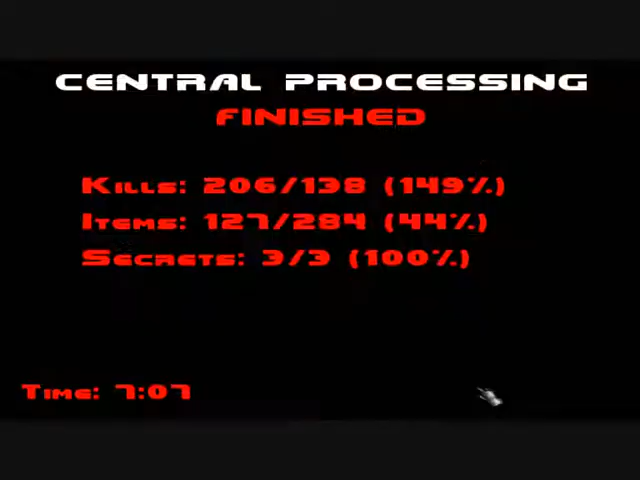 CENTRAL PROCESSING
FINISHED
KILLS: 206/138 (149%)
ITEMS: 127/284 (44%)
SECRETS: 3/3 (100%)
TIME: 7:07